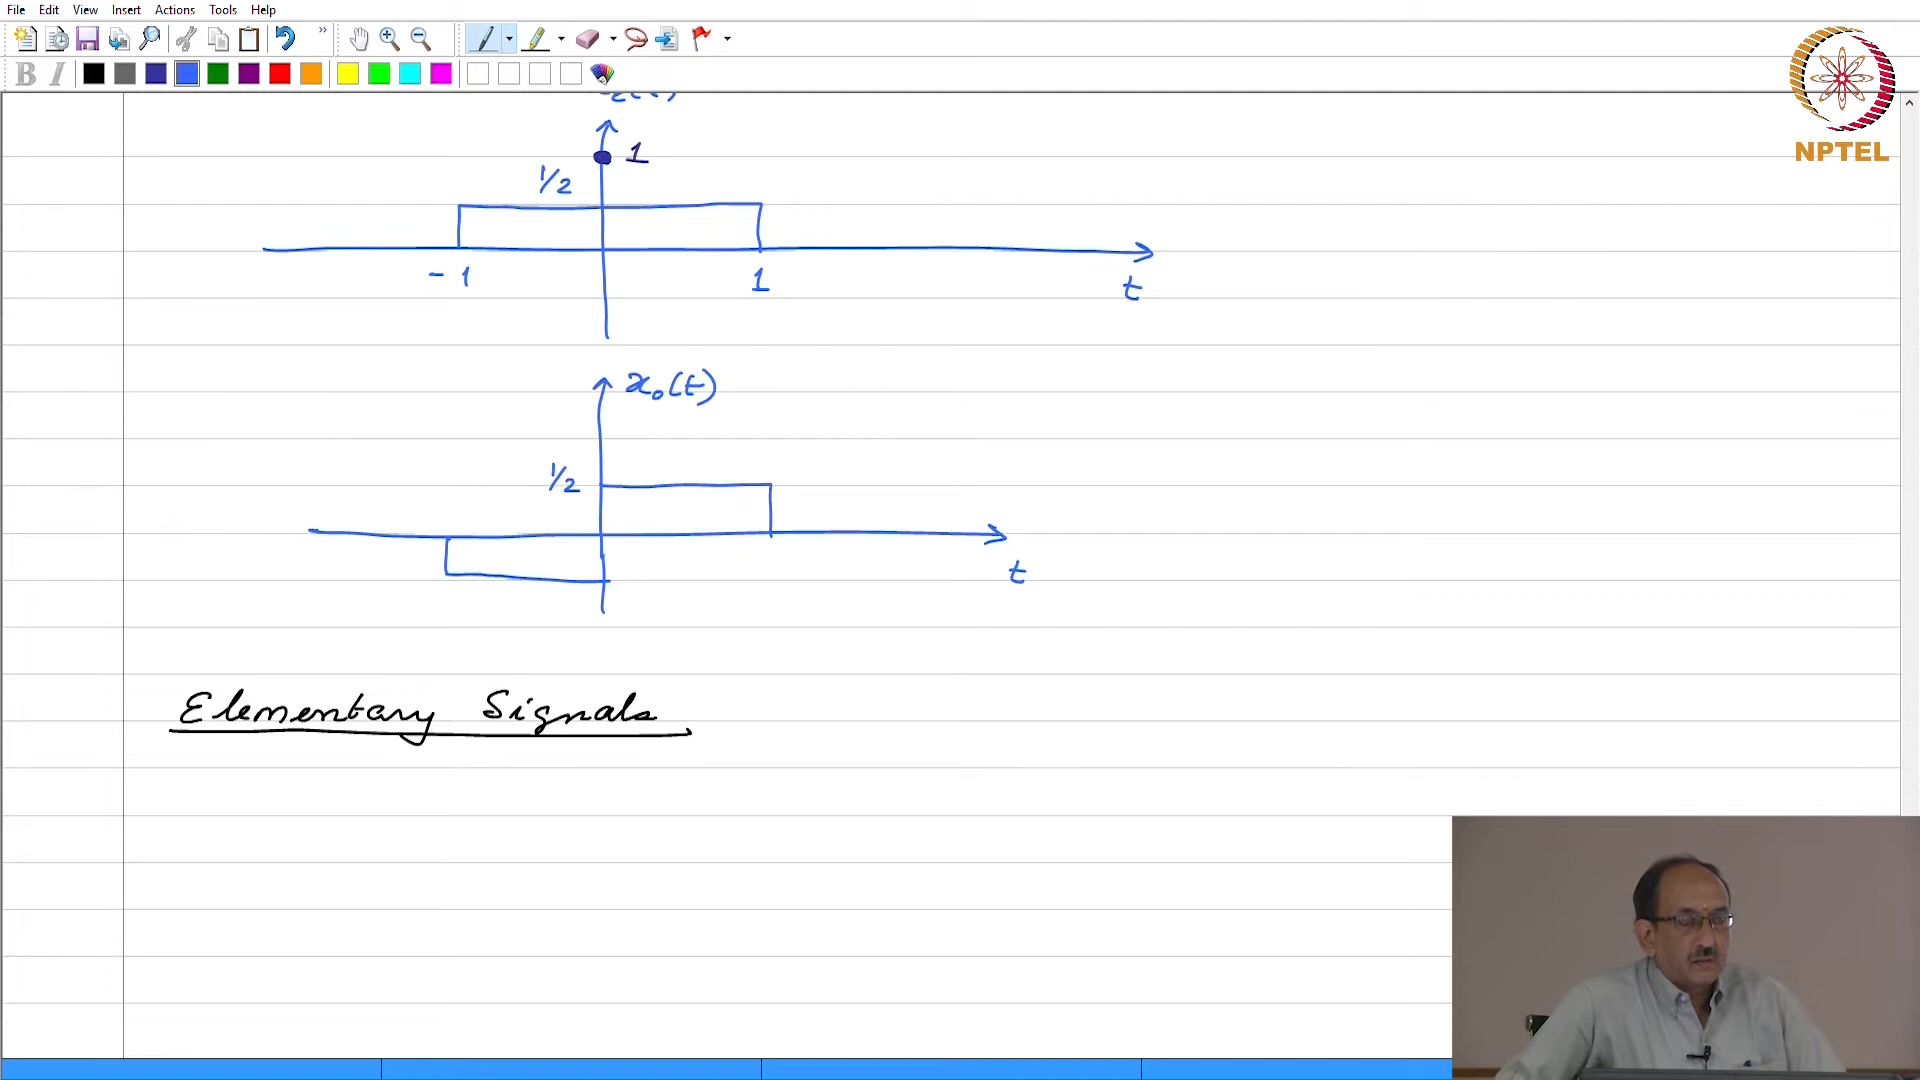 File Edit View Insert Actions Tools Help
B I
NPTEL
1
1/2
-1 1 t
x₀(t)
1/2
t
Elementary Signals